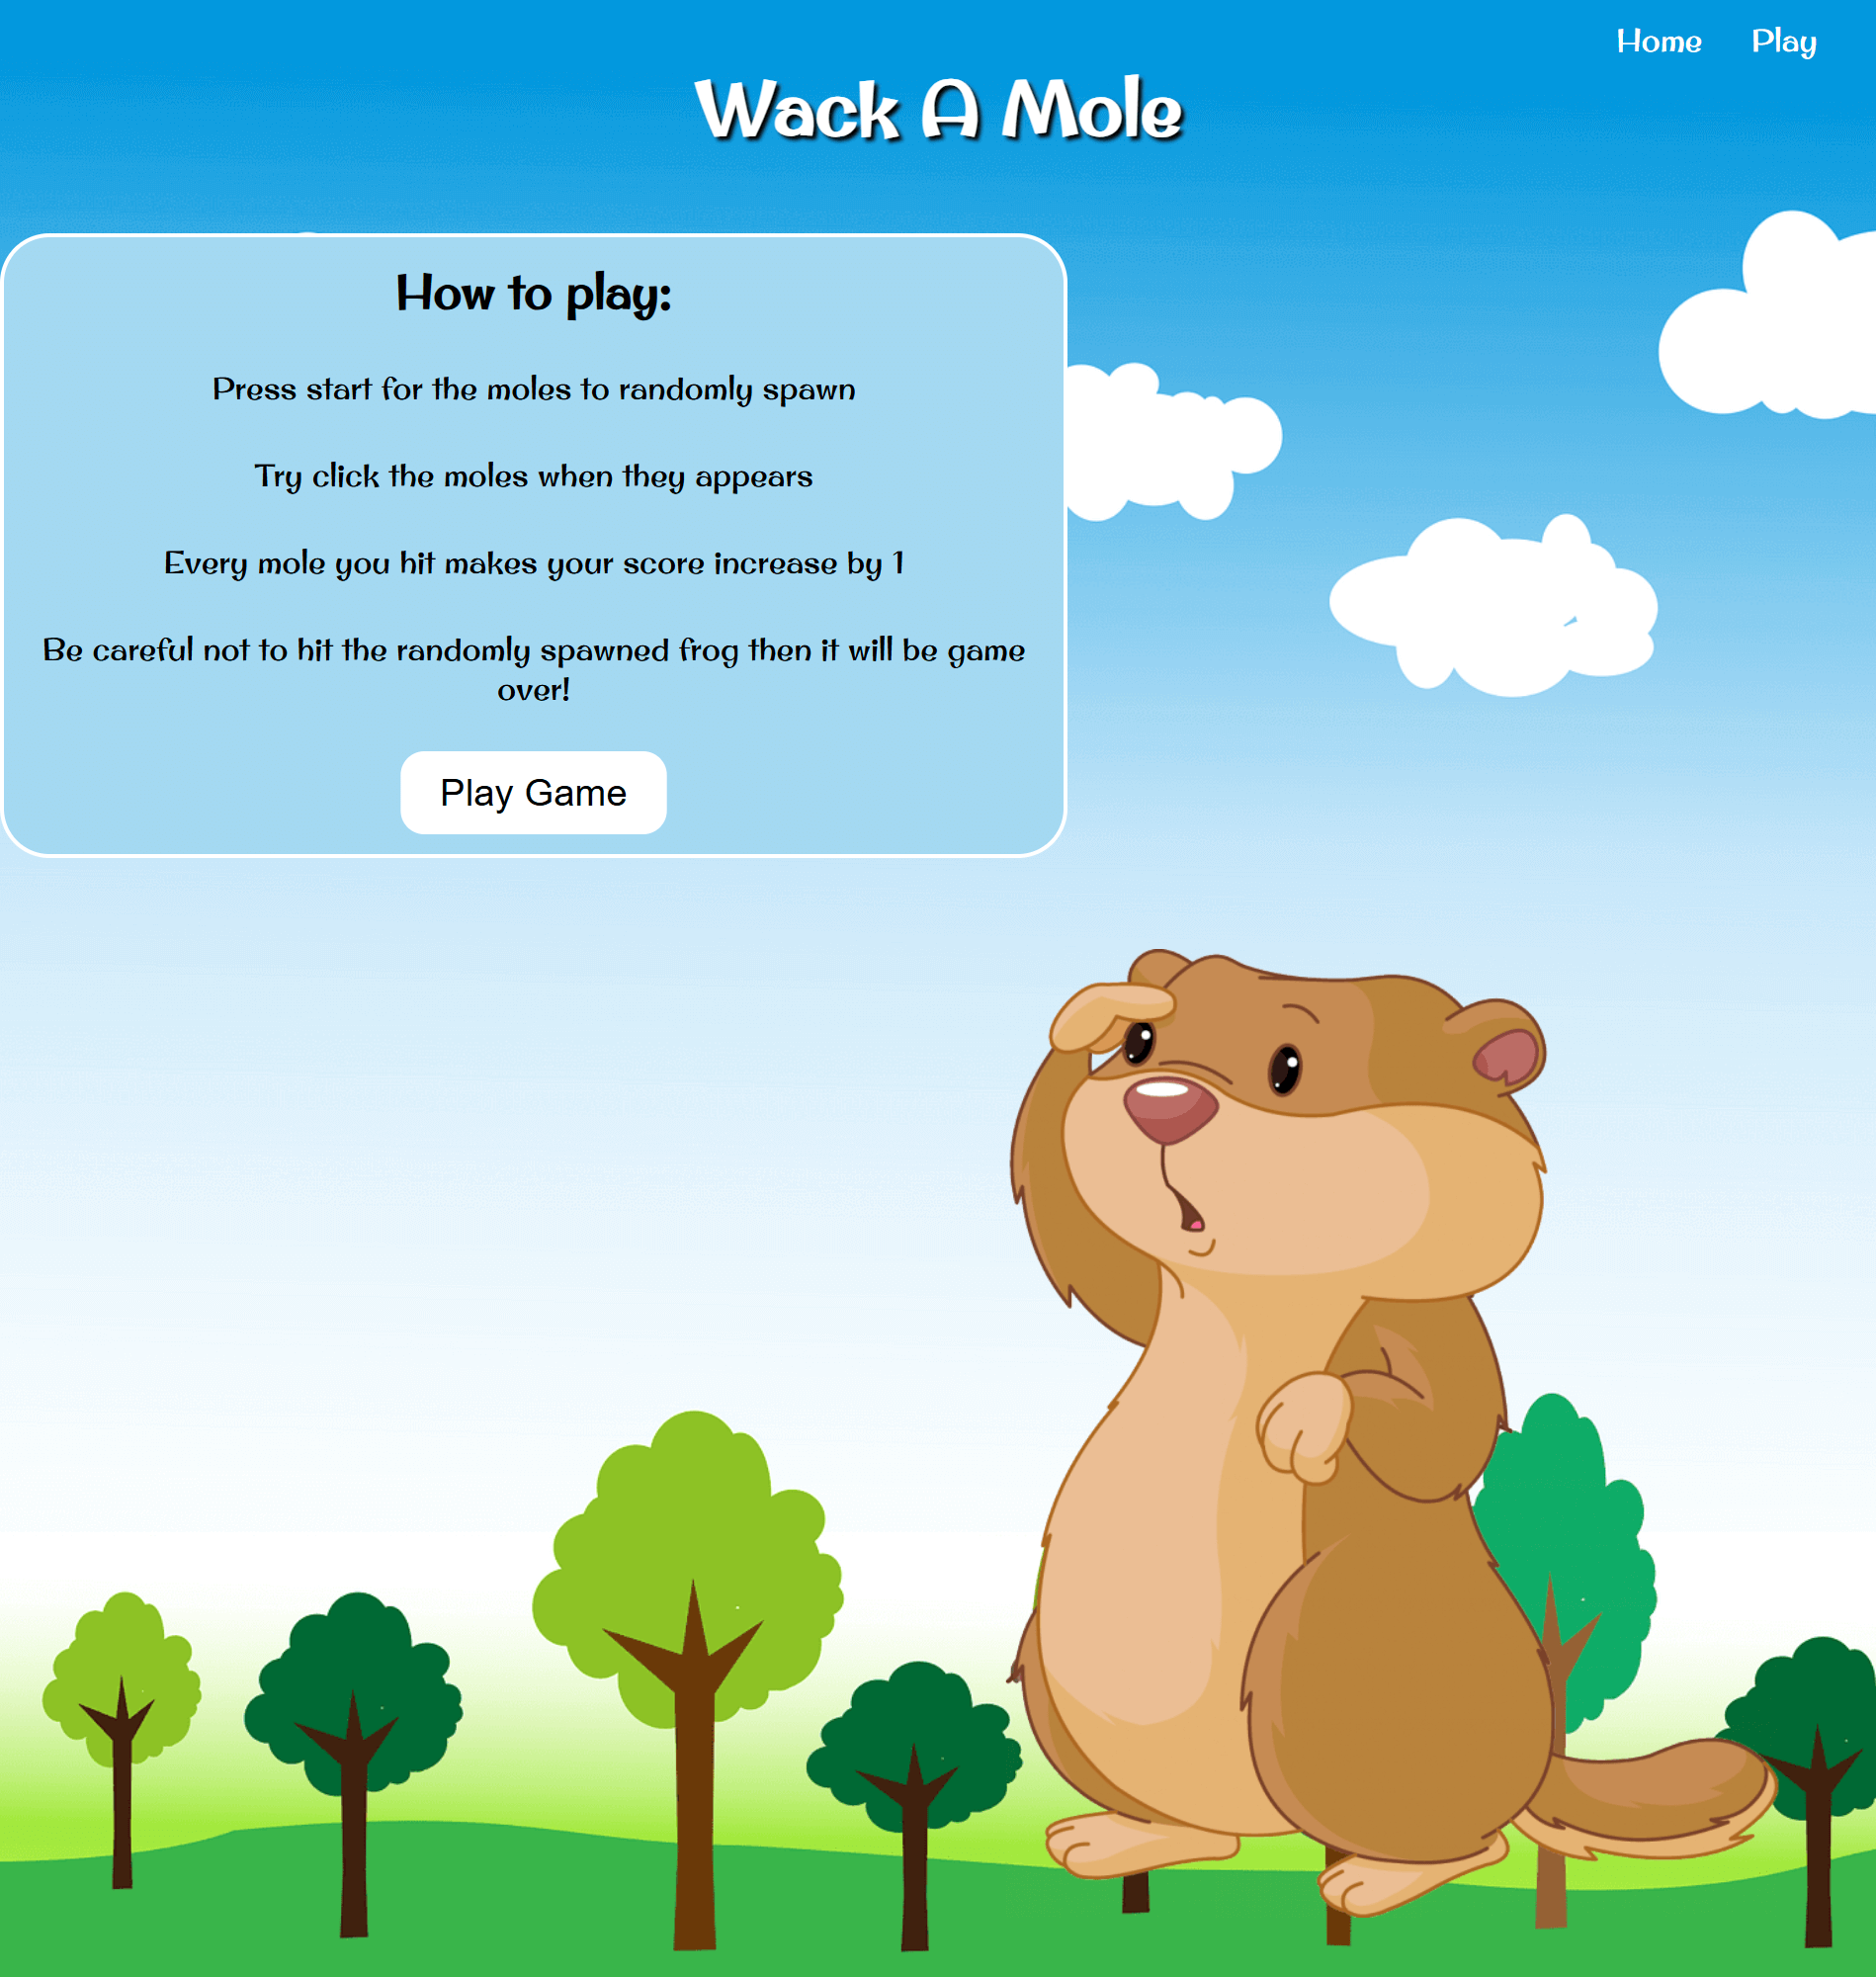 Home Play
Wack A Mole
How to play:
Press start for the moles to randomly spawn
Try click the moles when they appears
Every mole you hit makes your score increase by 1
Be careful not to hit the randomly spawned frog then it will be game
over!
Play Game